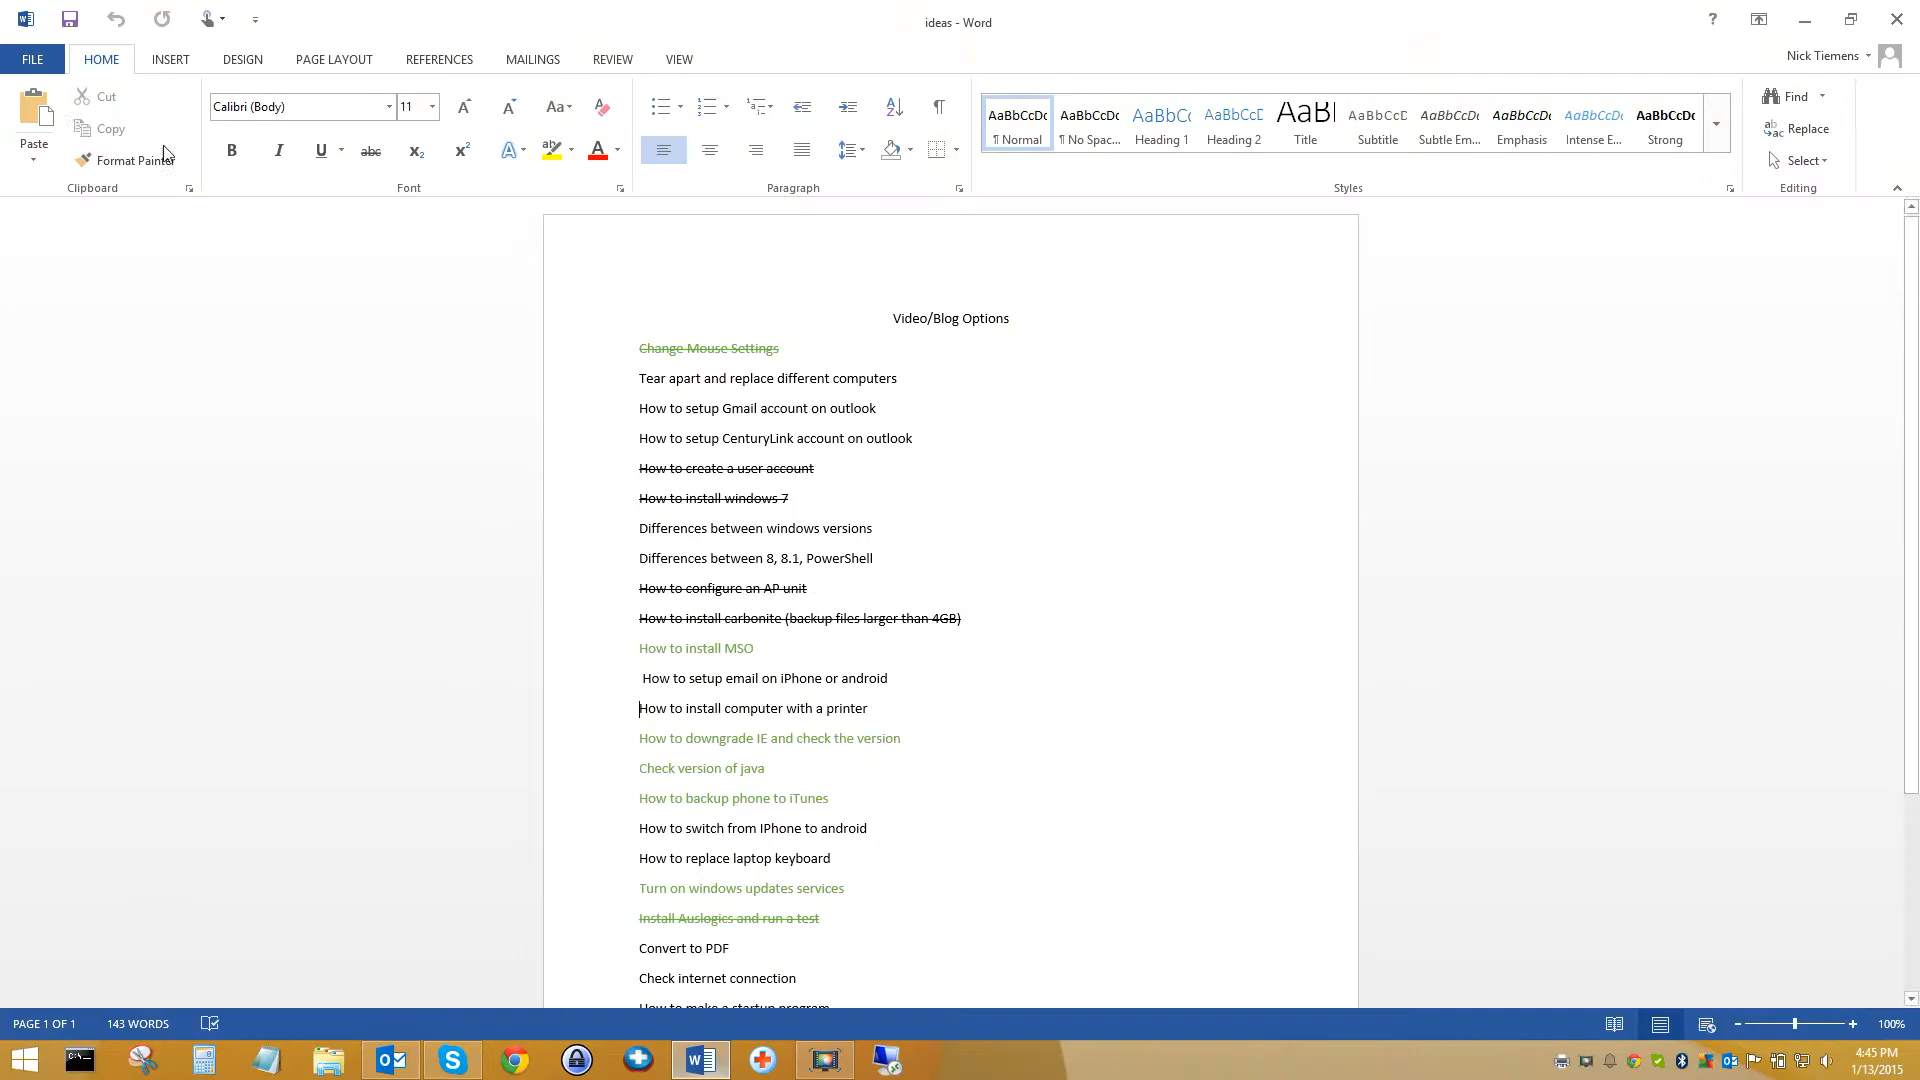 ideas - Word
?
FILE HOME INSERT DESIGN PAGE LAYOUT REFERENCES MAILINGS REVIEW VIEW
Nick Tiemens
Paste
Cut
Copy
Format Painter
Clipboard
Calibri (Body) 11
Aa
B I U abc x₂ x² A ab A
Font
Paragraph
AaBbCcDc AaBbCcDc AaBbCc AaBbCcD AaBl AaBbCcD AaBbCcDc AaBbCcDc AaBbCcDc AaBbCcDc
¶ Normal ¶ No Spac... Heading 1 Heading 2 Title Subtitle Subtle Em... Emphasis Intense E... Strong
Styles
Find
Replace
Select
Editing
Video/Blog Options
Change Mouse Settings
Tear apart and replace different computers
How to setup Gmail account on outlook
How to setup CenturyLink account on outlook
How to create a user account
How to install windows 7
Differences between windows versions
Differences between 8, 8.1, PowerShell
How to configure an AP unit
How to install carbonite (backup files larger than 4GB)
How to install MSO
How to setup email on iPhone or android
How to install computer with a printer
How to downgrade IE and check the version
Check version of java
How to backup phone to iTunes
How to switch from IPhone to android
How to replace laptop keyboard
Turn on windows updates services
Install Auslogics and run a test
Convert to PDF
Check internet connection
How to make a startup program
PAGE 1 OF 1 143 WORDS
100%
4:45 PM
1/13/2015